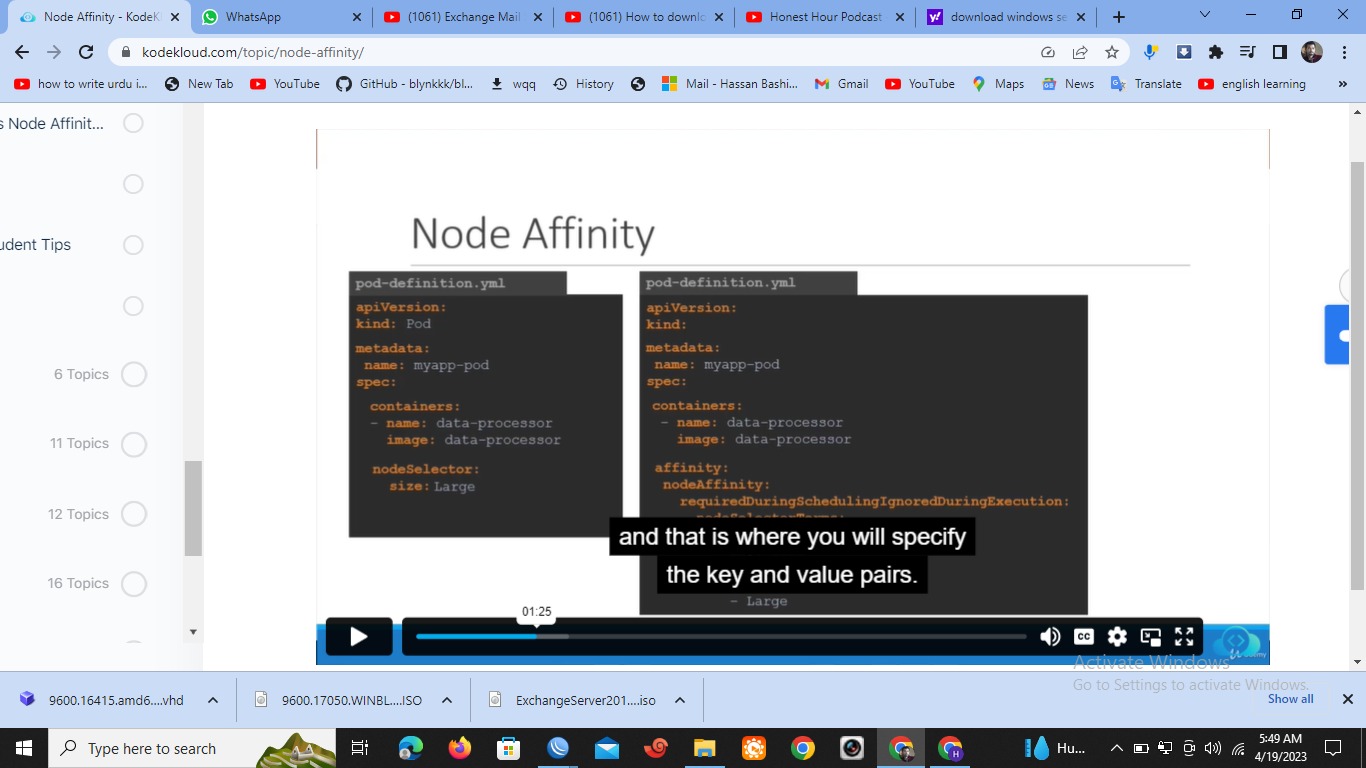 Node Affinity - KodeK
WhatsApp
(1061) Exchange Mail
(1061) How to downlo
Honest Hour Podcast
download windows se
kodekloud.com/topic/node-affinity/
how to write urdu i...
New Tab
YouTube
GitHub - blynkkk/bl...
wqq
History
Mail - Hassan Bashi...
Gmail
YouTube
Maps
News
Translate
english learning
»
s Node Affinit...
udent Tips
6 Topics
11 Topics
12 Topics
16 Topics
Node Affinity
pod-definition.yml
apiVersion:
kind: Pod
metadata:
name: myapp-pod
spec:
containers:
- name: data-processor
image: data-processor
nodeSelector:
size: Large
pod-definition.yml
apiVersion:
kind:
metadata:
name: myapp-pod
spec:
containers:
- name: data-processor
image: data-processor
affinity:
nodeAffinity:
requiredDuringSchedulingIgnoredDuringExecution:
and that is where you will specify
the key and value pairs.
- Large
01:25
CC
Activate Windows
Go to Settings to activate Windows.
9600.16415.amd6....vhd
9600.17050.WINBL....ISO
ExchangeServer201....iso
Show all
Type here to search
Hu...
5:49 AM
4/19/2023